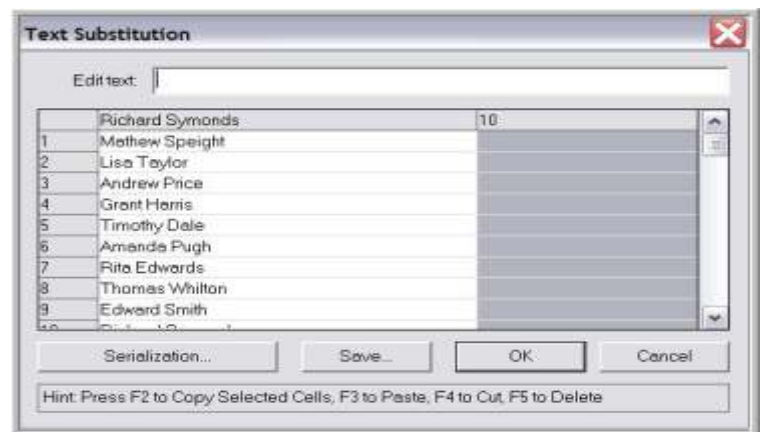 Text Substitution
Edit text:
Richard Symonds 10
1 Mathew Speight
2 Lisa Taylor
3 Andrew Price
4 Grant Harris
5 Timothy Dale
6 Amanda Pugh
7 Rita Edwards
8 Thomas Whilton
9 Edward Smith
Serialization... Save... OK Cancel
Hint: Press F2 to Copy Selected Cells, F3 to Paste, F4 to Cut, F5 to Delete